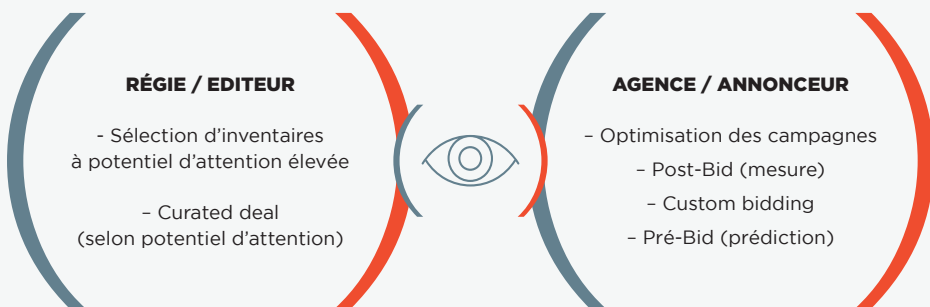 RÉGIE / EDITEUR
- Sélection d’inventaires
à potentiel d’attention élevée
– Curated deal
(selon potentiel d’attention)
AGENCE / ANNONCEUR
– Optimisation des campagnes
– Post-Bid (mesure)
– Custom bidding
– Pré-Bid (prédiction)